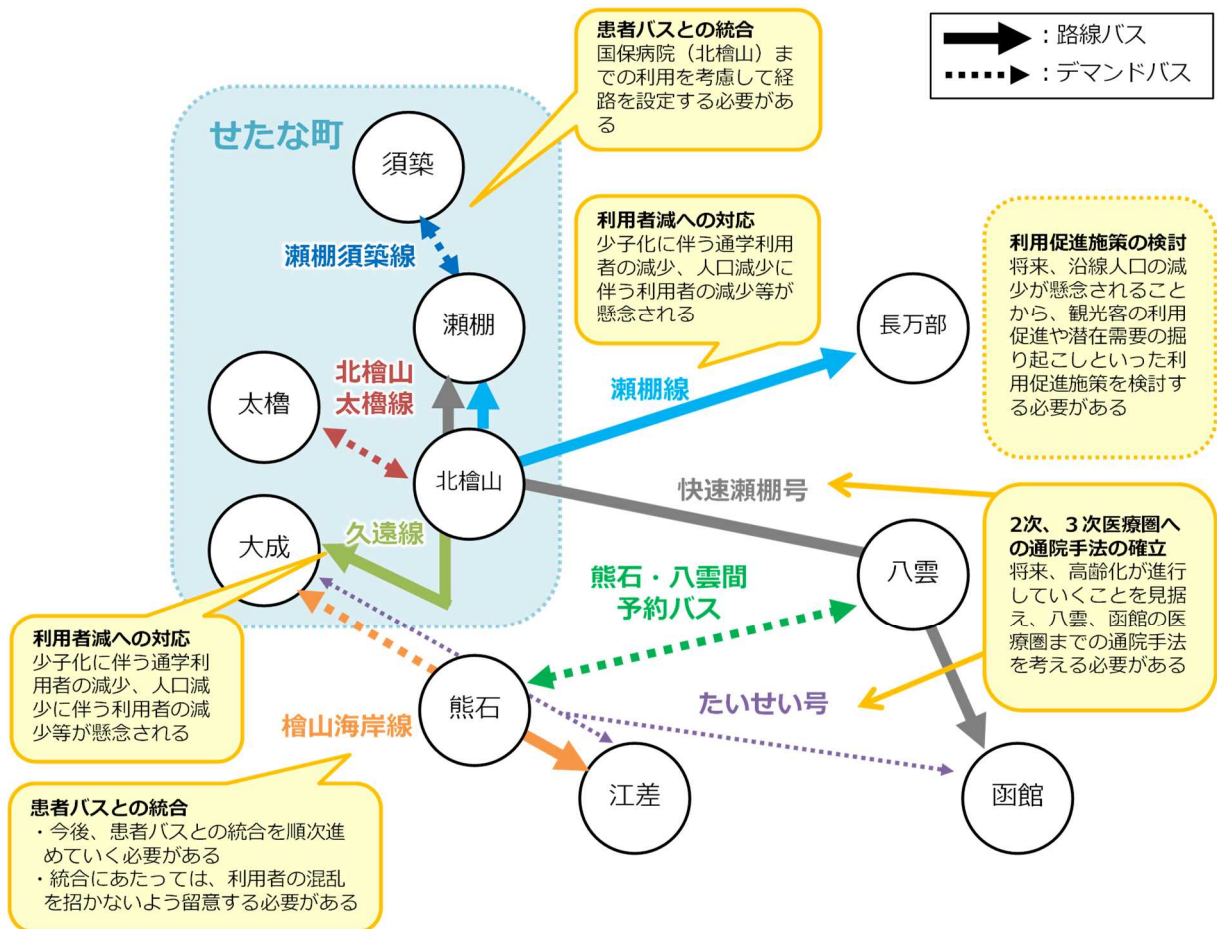 患者バスとの統合
国保病院（北檜山）ま
での利用を考慮して経
路を設定する必要があ
る
：路線バス
：デマンドバス
せたな町
須築
瀬棚須築線
瀬棚
利用者減への対応
少子化に伴う通学利用
者の減少、人口減少に
伴う利用者の減少等が
懸念される
長万部
利用促進施策の検討
将来、沿線人口の減
少が懸念されること
から、観光客の利用
促進や潜在需要の掘
り起こしといった利
用促進施策を検討す
る必要がある
北檜山
太櫓線
太櫓
瀬棚線
北檜山
快速瀬棚号
久遠線
大成
熊石・八雲間
予約バス
八雲
2次、３次医療圏へ
の通院手法の確立
将来、高齢化が進行
していくことを見据
え、八雲、函館の医
療圏までの通院手法
を考える必要がある
利用者減への対応
少子化に伴う通学利
用者の減少、人口減
少に伴う利用者の減
少等が懸念される
檜山海岸線
熊石
たいせい号
江差
函館
患者バスとの統合
・今後、患者バスとの統合を順次進
めていく必要がある
・統合にあたっては、利用者の混乱
を招かないよう留意する必要がある